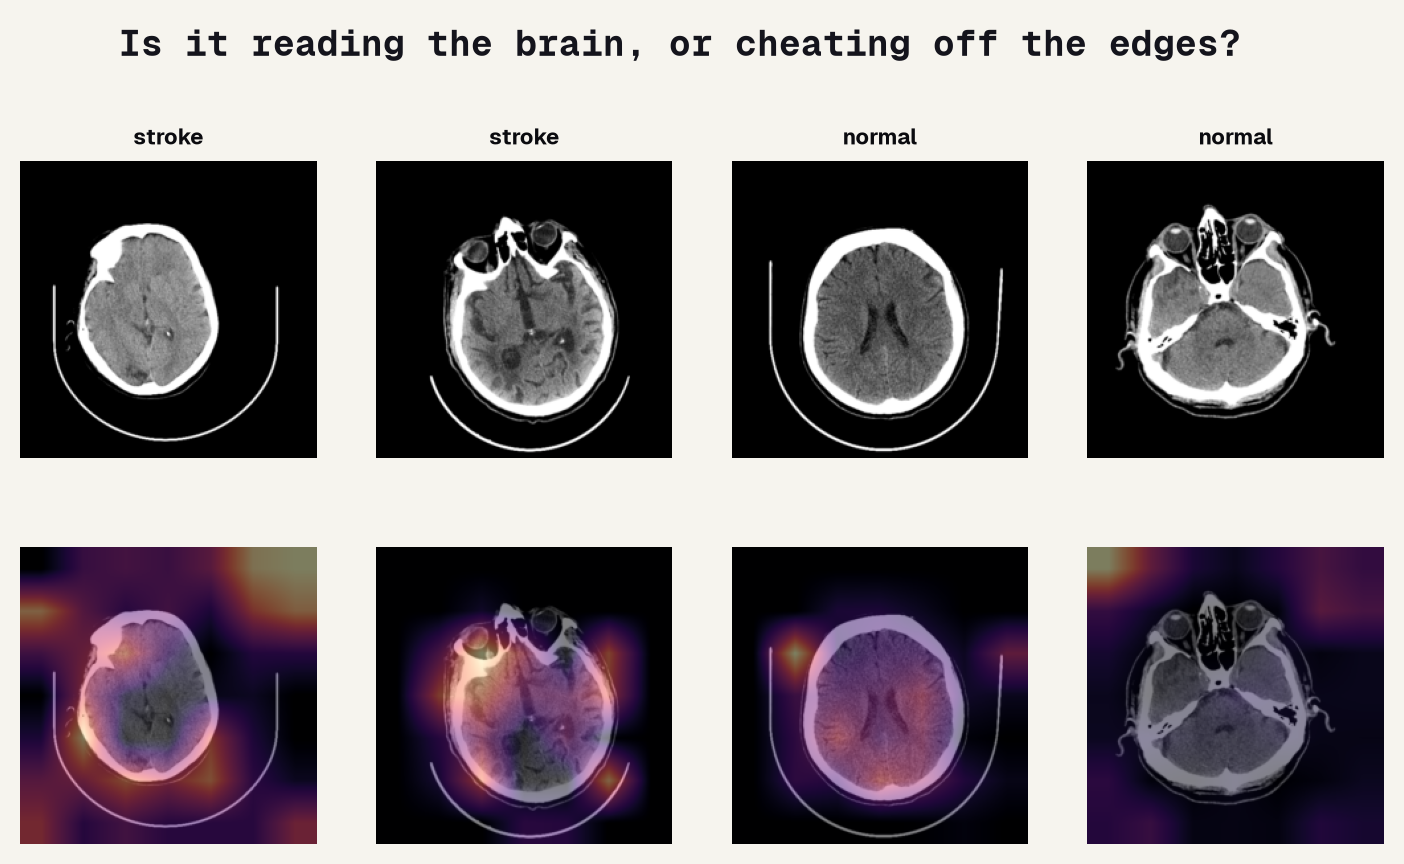 Is it reading the brain, or cheating off the edges?
stroke
stroke
normal
normal